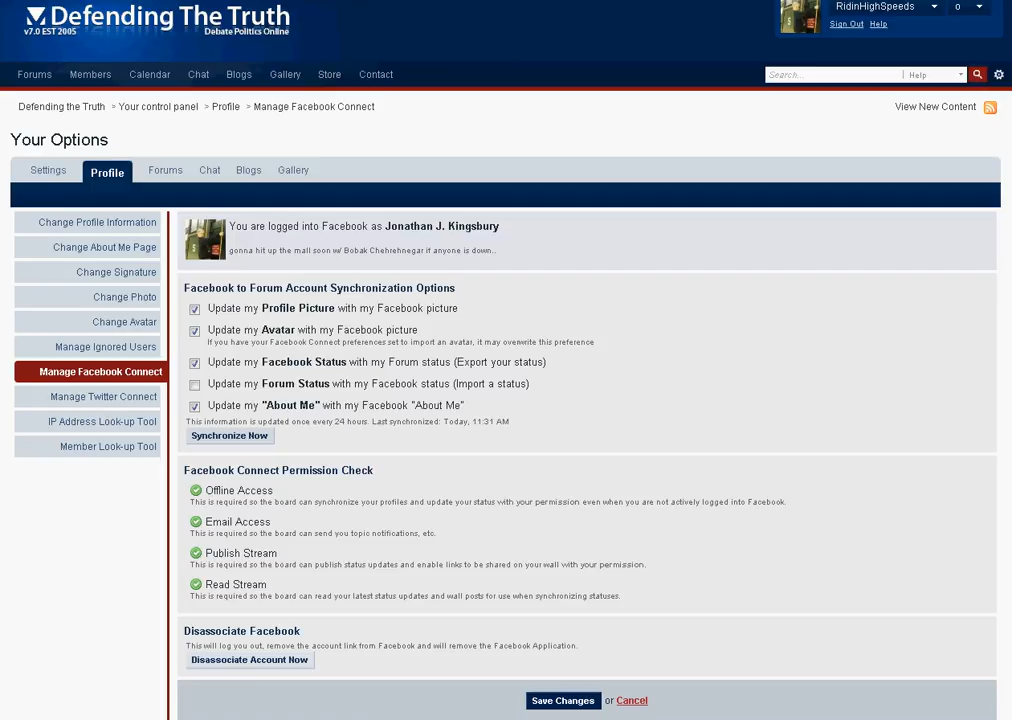 Defending The Truth
v7.0 EST 2005
Debate Politics Online
RidinHighSpeeds
0
Sign Out Help
Forums Members Calendar Chat Blogs Gallery Store Contact
Search... Help
Defending the Truth > Your control panel > Profile > Manage Facebook Connect
View New Content
Your Options
Settings Profile Forums Chat Blogs Gallery
Change Profile Information
Change About Me Page
Change Signature
Change Photo
Change Avatar
Manage Ignored Users
Manage Facebook Connect
Manage Twitter Connect
IP Address Look-up Tool
Member Look-up Tool
You are logged into Facebook as Jonathan J. Kingsbury
gonna hit up the mall soon w/ Bobak Chehrehnegar if anyone is down..
Facebook to Forum Account Synchronization Options
Update my Profile Picture with my Facebook picture
Update my Avatar with my Facebook picture
If you have your Facebook Connect preferences set to import an avatar, it may overwrite this preference
Update my Facebook Status with my Forum status (Export your status)
Update my Forum Status with my Facebook status (Import a status)
Update my "About Me" with my Facebook "About Me"
This information is updated once every 24 hours. Last synchronized: Today, 11:31 AM
Synchronize Now
Facebook Connect Permission Check
Offline Access
This is required so the board can synchronize your profiles and update your status with your permission even when you are not actively logged into Facebook.
Email Access
This is required so the board can send you topic notifications, etc.
Publish Stream
This is required so the board can publish status updates and enable links to be shared on your wall with your permission.
Read Stream
This is required so the board can read your latest status updates and wall posts for use when synchronizing statuses.
Disassociate Facebook
This will log you out, remove the account link from Facebook and will remove the Facebook Application.
Disassociate Account Now
Save Changes or Cancel